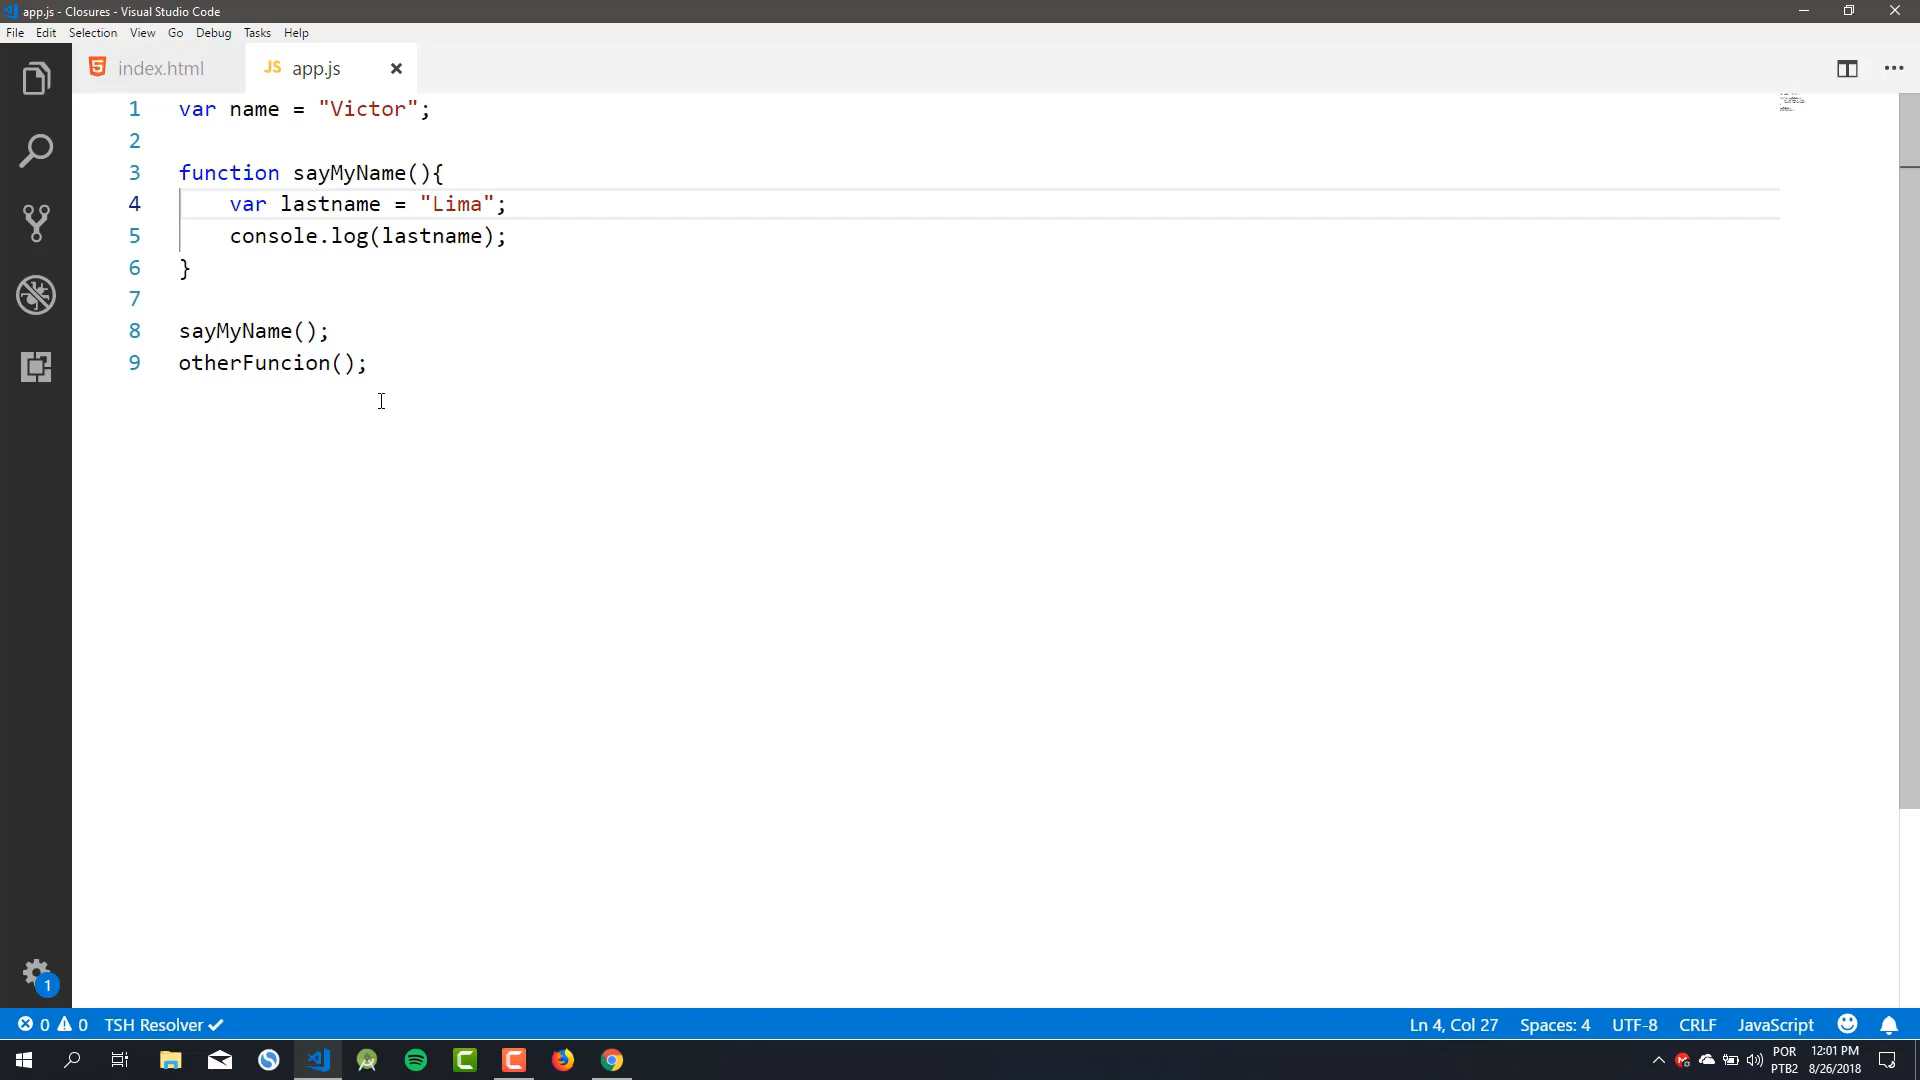 app.js - Closures - Visual Studio Code
File Edit Selection View Go Debug Tasks Help
index.html JS app.js
1 var name = "Victor";
2
3 function sayMyName(){
4 var lastname = "Lima";
5 console.log(lastname);
6 }
7
8 sayMyName();
9 otherFuncion();
1
0 0 TSH Resolver Ln 4, Col 27 Spaces: 4 UTF-8 CRLF JavaScript
POR 12:01 PM
PTB2 8/26/2018